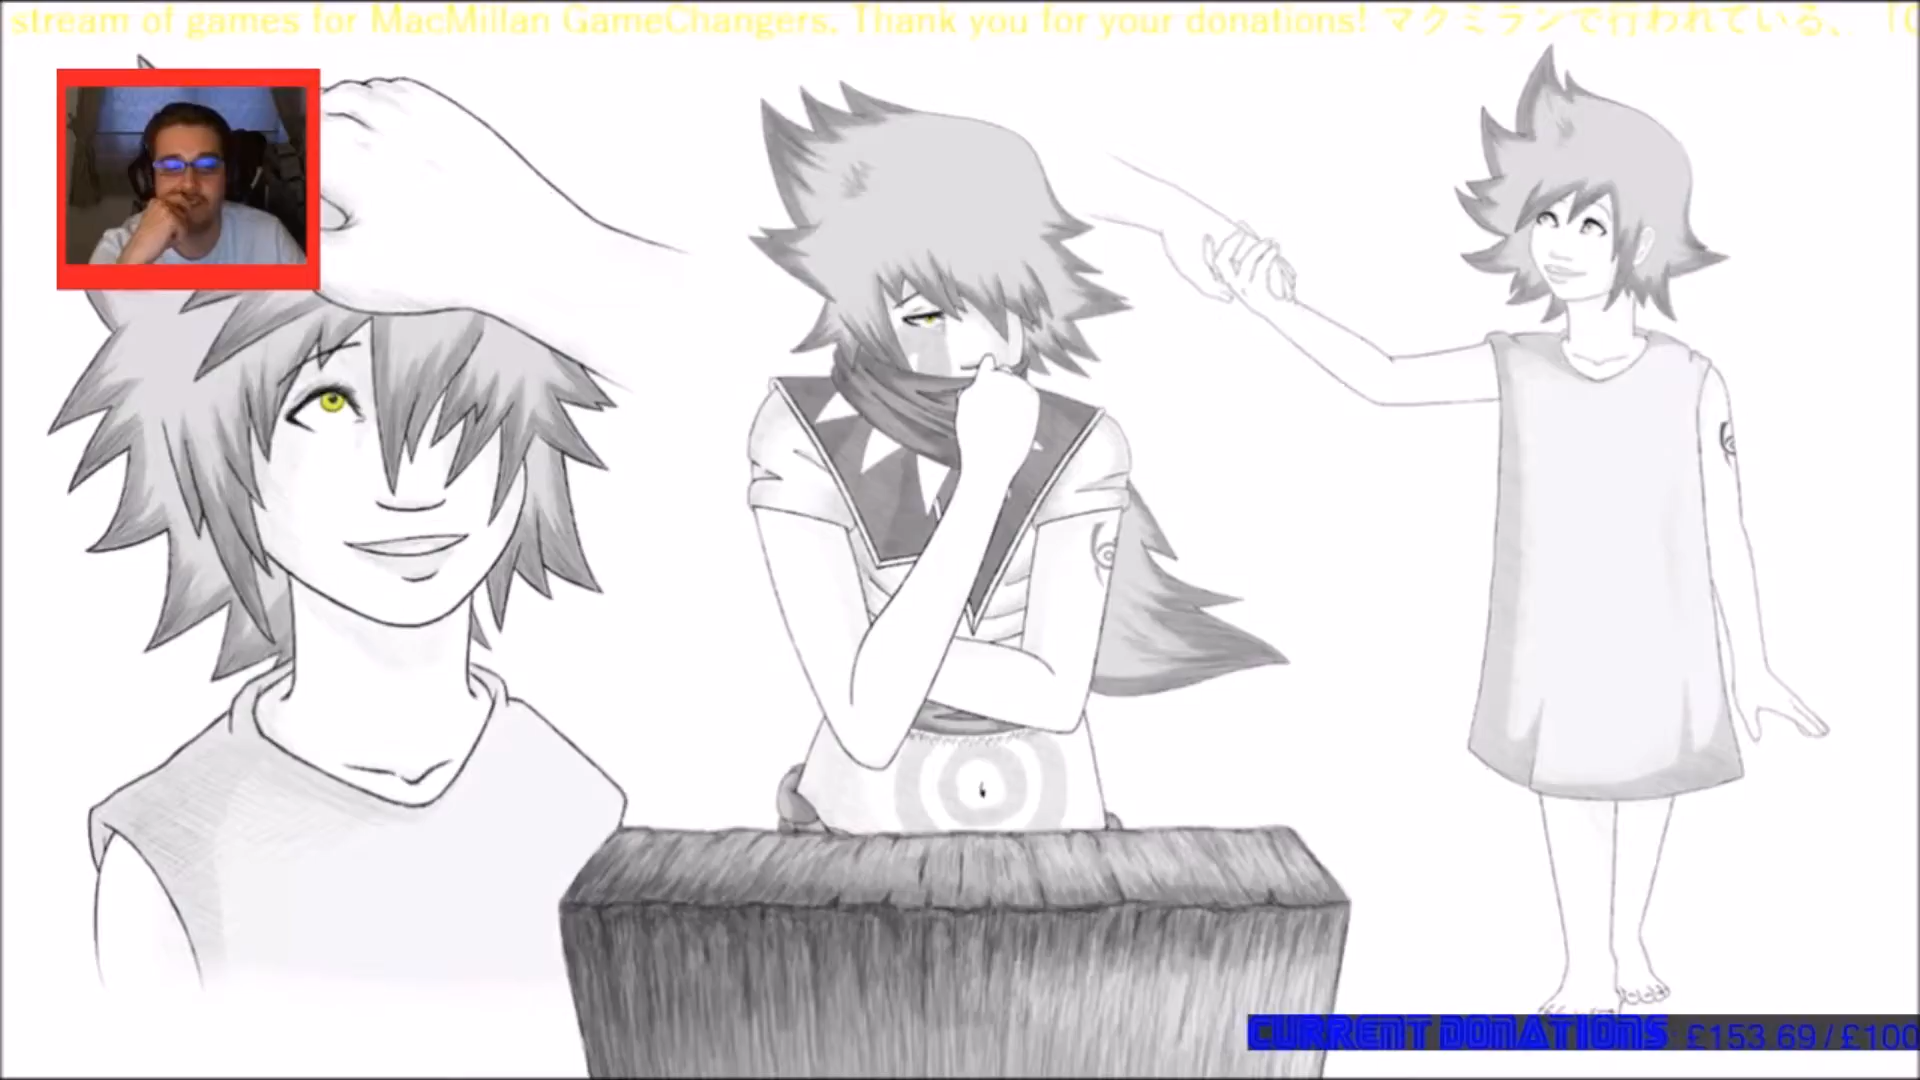 stream of games for MacMillan GameChangers. Thank you for your donations! マクミランで行われている、「
CURRENT DONATIONS £153.69 / £100